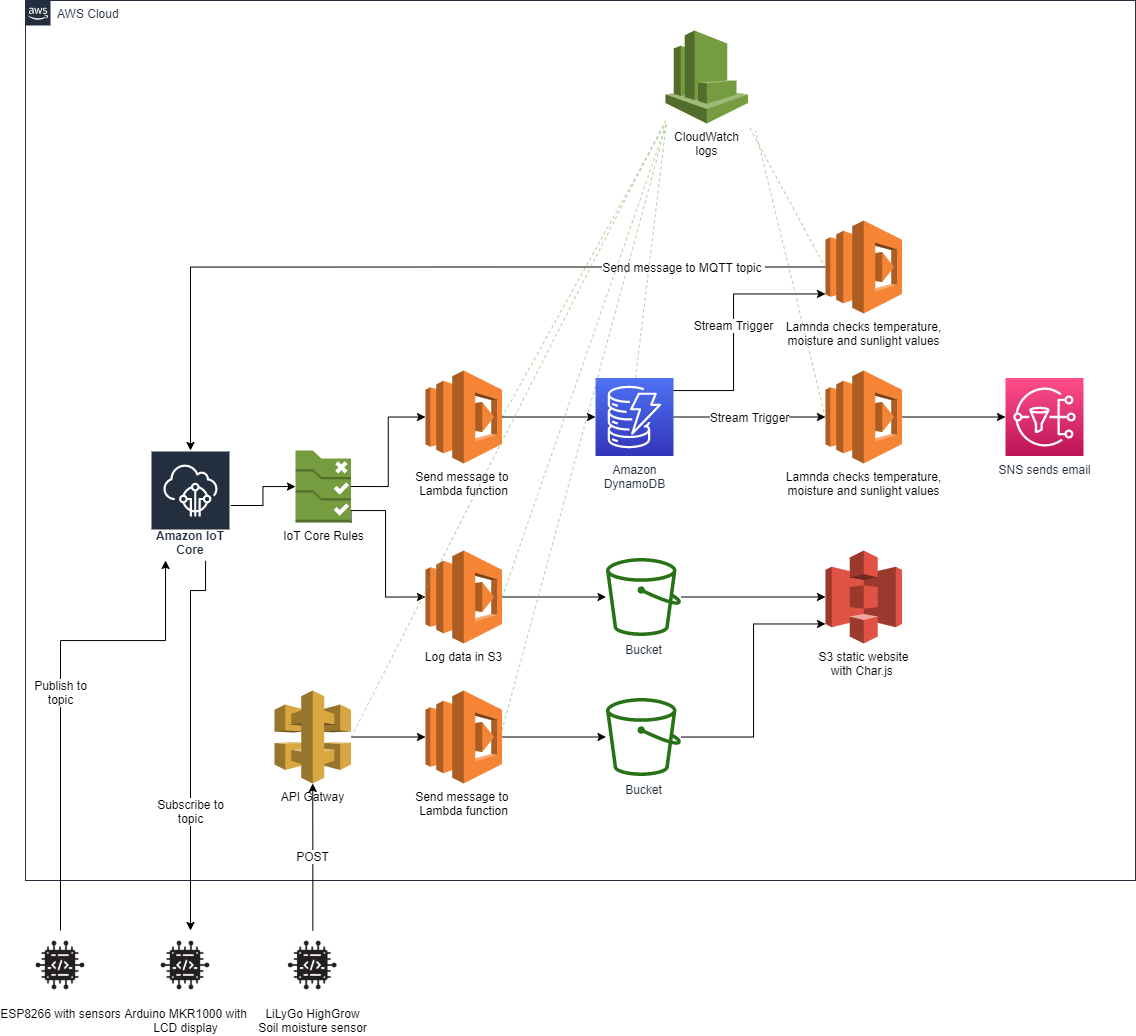 aws
AWS Cloud
CloudWatch
logs
Send message to MQTT topic
Stream Trigger
Lamnda checks temperature,
moisture and sunlight values
Send message to
Lambda function
Amazon
DynamoDB
Stream Trigger
Lamnda checks temperature,
moisture and sunlight values
SNS sends email
Amazon IoT
Core
IoT Core Rules
Log data in S3
Bucket
S3 static website
with Char.js
Publish to
topic
Subscribe to
topic
API Gatway
Send message to
Lambda function
Bucket
POST
ESP8266 with sensors
Arduino MKR1000 with
LCD display
LiLyGo HighGrow
Soil moisture sensor